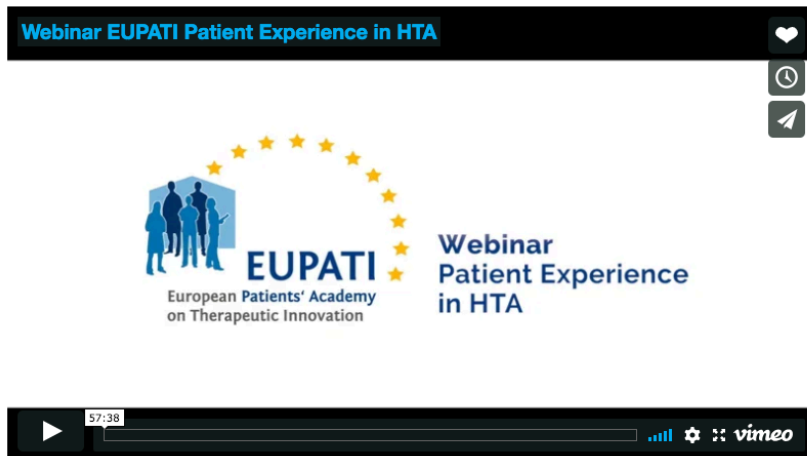 Webinar EUPATI Patient Experience in HTA
EUPATI
European Patients' Academy
on Therapeutic Innovation
Webinar
Patient Experience
in HTA
57:38
vimeo